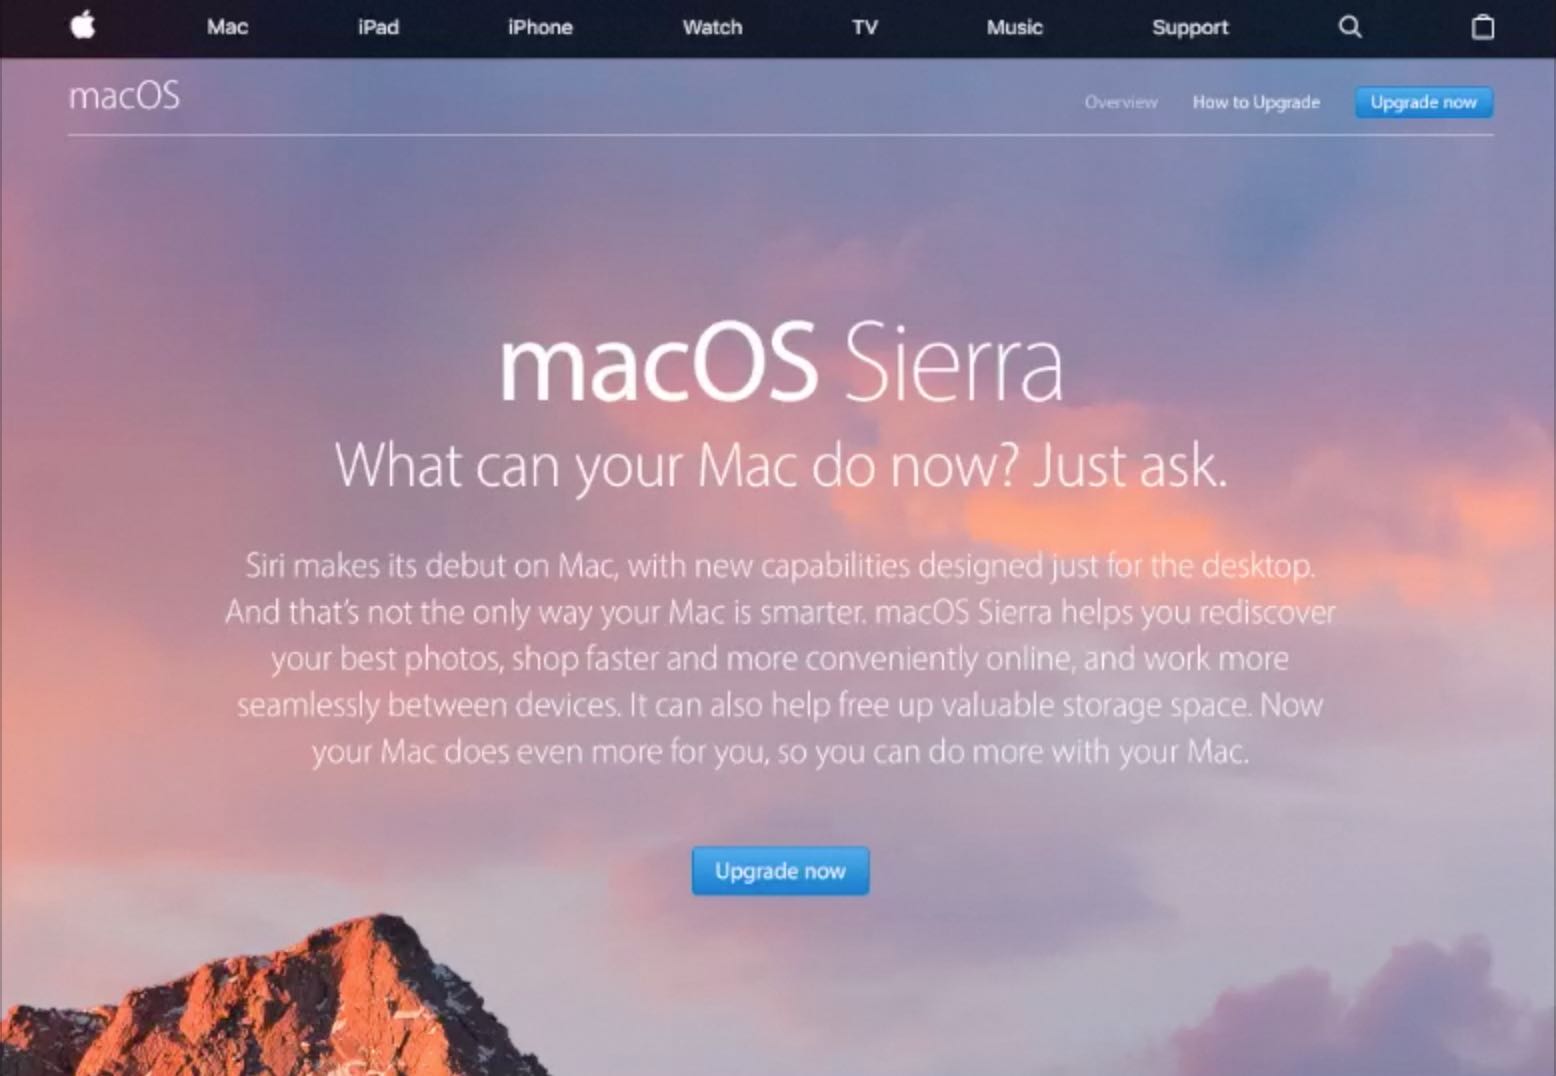 Mac iPad iPhone Watch TV Music Support
macOS
Overview How to Upgrade Upgrade now
macOS Sierra
What can your Mac do now? Just ask.
Siri makes its debut on Mac, with new capabilities designed just for the desktop.
And that's not the only way your Mac is smarter. macOS Sierra helps you rediscover
your best photos, shop faster and more conveniently online, and work more
seamlessly between devices. It can also help free up valuable storage space. Now
your Mac does even more for you, so you can do more with your Mac.
Upgrade now